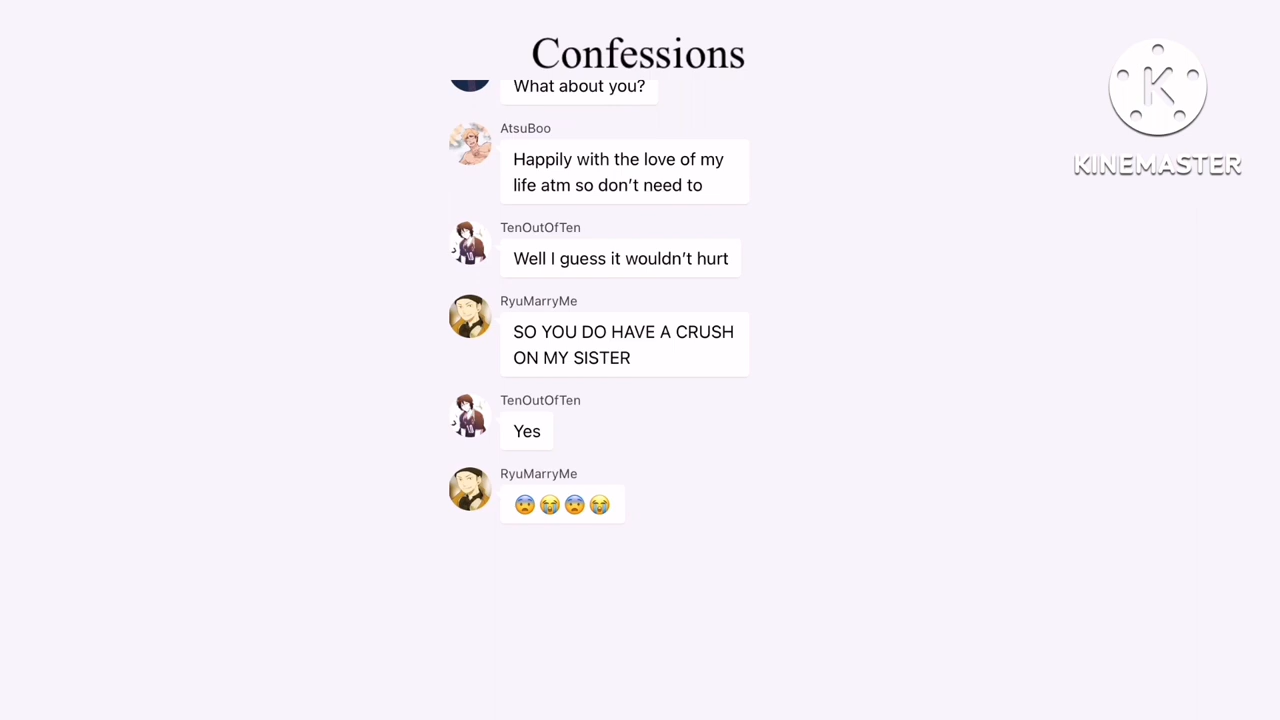 Confessions
What about you?
AtsuBoo
Happily with the love of my
life atm so don’t need to
TenOutOfTen
Well I guess it wouldn’t hurt
RyuMarryMe
SO YOU DO HAVE A CRUSH
ON MY SISTER
TenOutOfTen
Yes
RyuMarryMe
😨😭😨😭
K
KINEMASTER